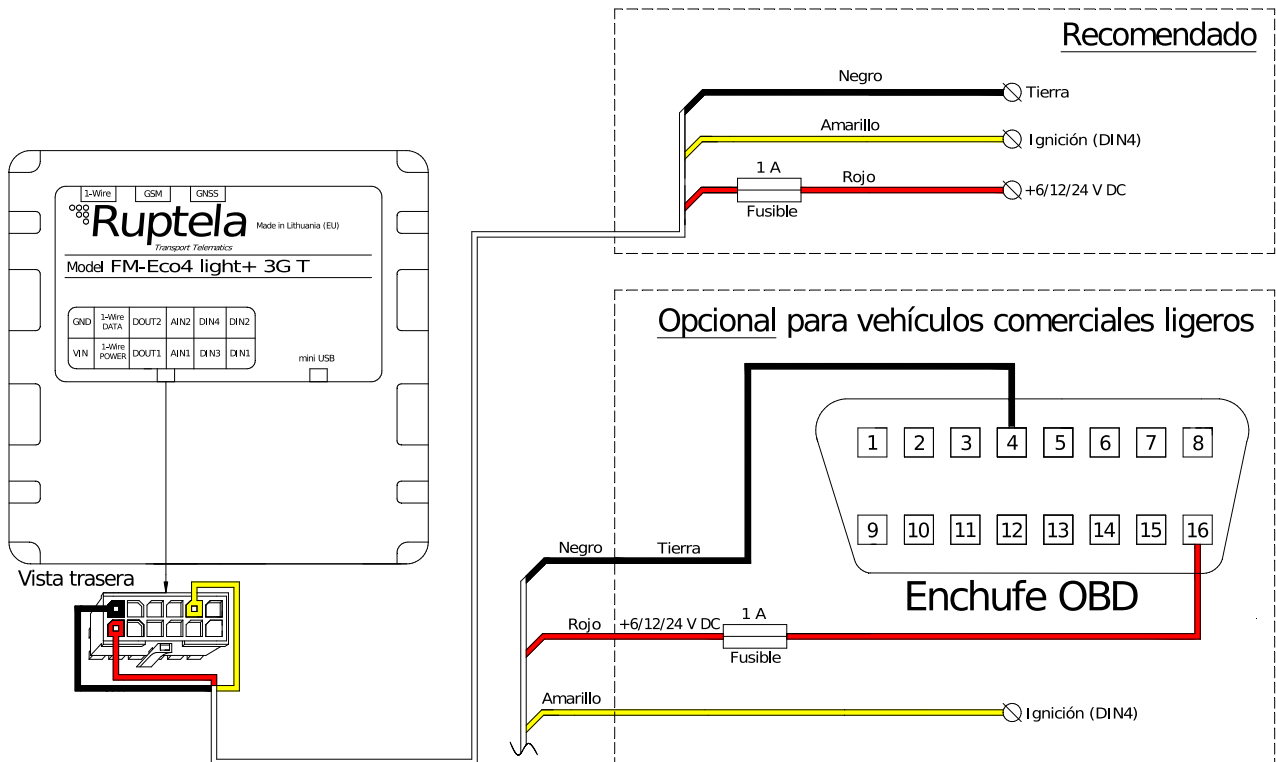 Recomendado
Negro
Tierra
Amarillo
Ignición (DIN4)
1 A
Rojo
+6/12/24 V DC
Fusible
1-Wire GSM GNSS
Ruptela Made in Lithuania (EU)
Transport Telematics
Model FM-Eco4 light+ 3G T
GND 1-Wire DATA DOUT2 AIN2 DIN4 DIN2
VIN 1-Wire POWER DOUT1 AIN1 DIN3 DIN1
mini USB
Vista trasera
Opcional para vehículos comerciales ligeros
1 2 3 4 5 6 7 8
9 10 11 12 13 14 15 16
Enchufe OBD
Negro Tierra
Rojo +6/12/24 V DC 1 A
Fusible
Amarillo
Ignición (DIN4)